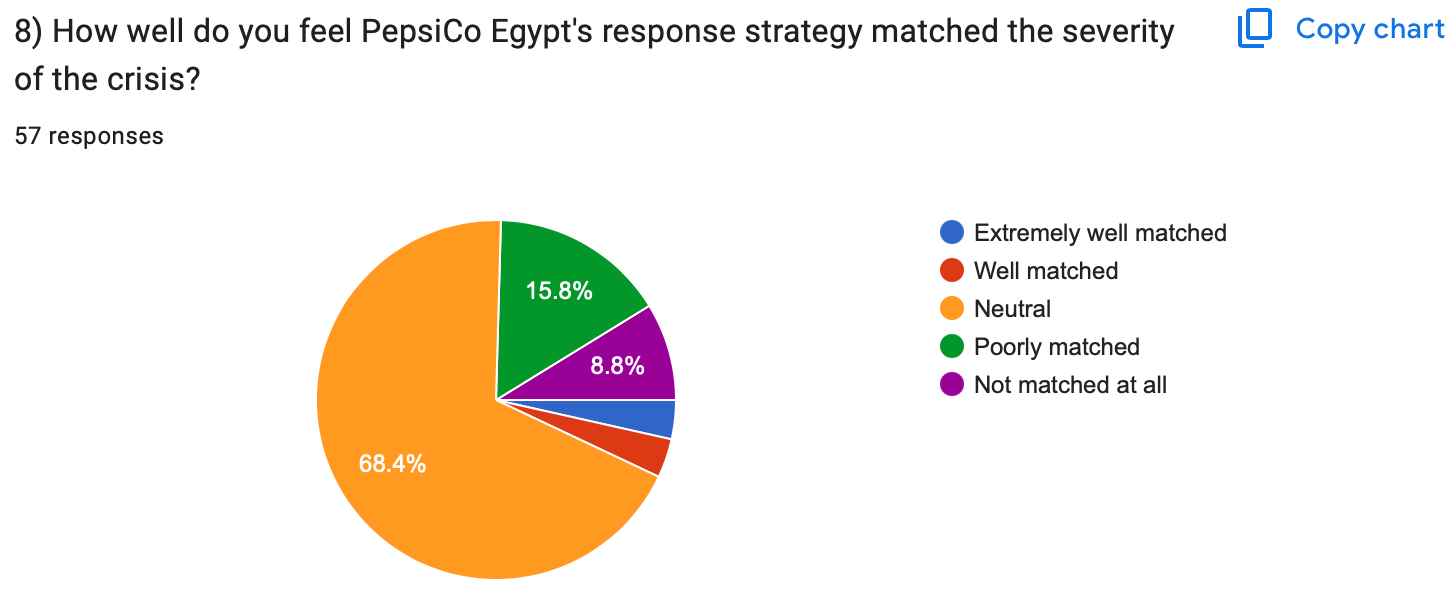 8) How well do you feel PepsiCo Egypt's response strategy matched the severity
of the crisis?
Copy chart
57 responses
15.8%
8.8%
68.4%
Extremely well matched
Well matched
Neutral
Poorly matched
Not matched at all